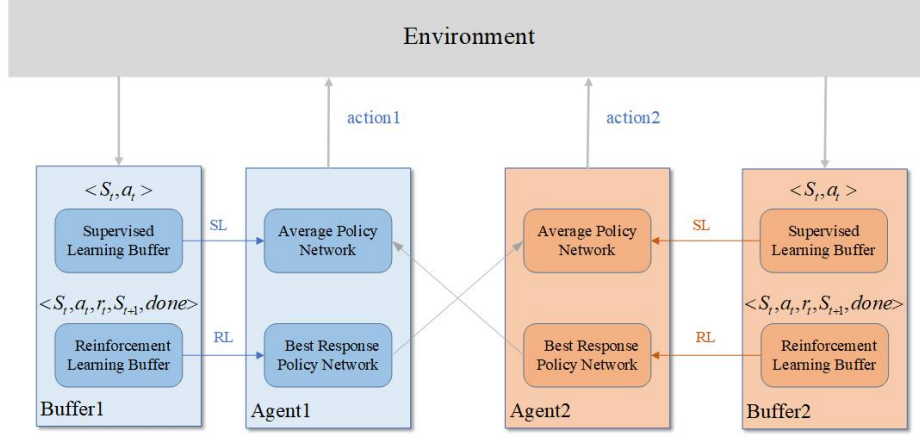 Environment
action1
action2
< S_t, a_t >
< S_t, a_t >
Supervised
Learning Buffer
SL
Average Policy
Network
Average Policy
Network
SL
Supervised
Learning Buffer
< S_t, a_t, r_t, S_{t+1}, done >
< S_t, a_t, r_t, S_{t+1}, done >
Reinforcement
Learning Buffer
RL
Best Response
Policy Network
Best Response
Policy Network
RL
Reinforcement
Learning Buffer
Buffer1
Agent1
Agent2
Buffer2